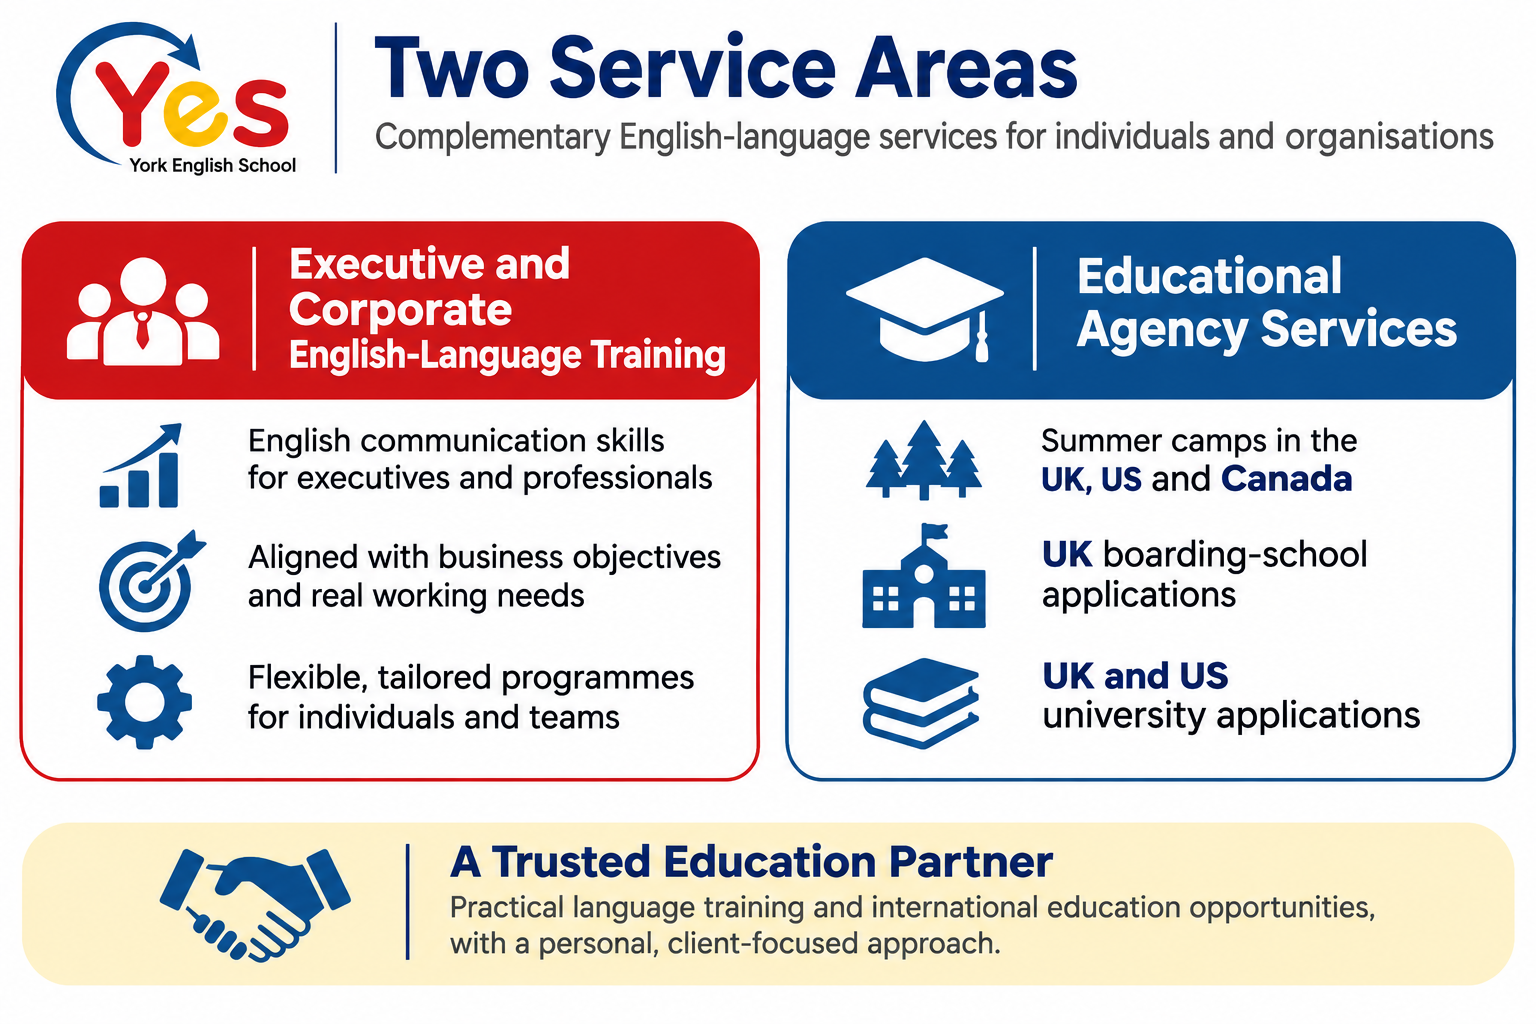 Yes
York English School
Two Service Areas
Complementary English-language services for individuals and organisations
Executive and
Corporate
English-Language Training
English communication skills
for executives and professionals
Aligned with business objectives
and real working needs
Flexible, tailored programmes
for individuals and teams
Educational
Agency Services
Summer camps in the
UK, US and Canada
UK boarding-school
applications
UK and US
university applications
A Trusted Education Partner
Practical language training and international education opportunities,
with a personal, client-focused approach.